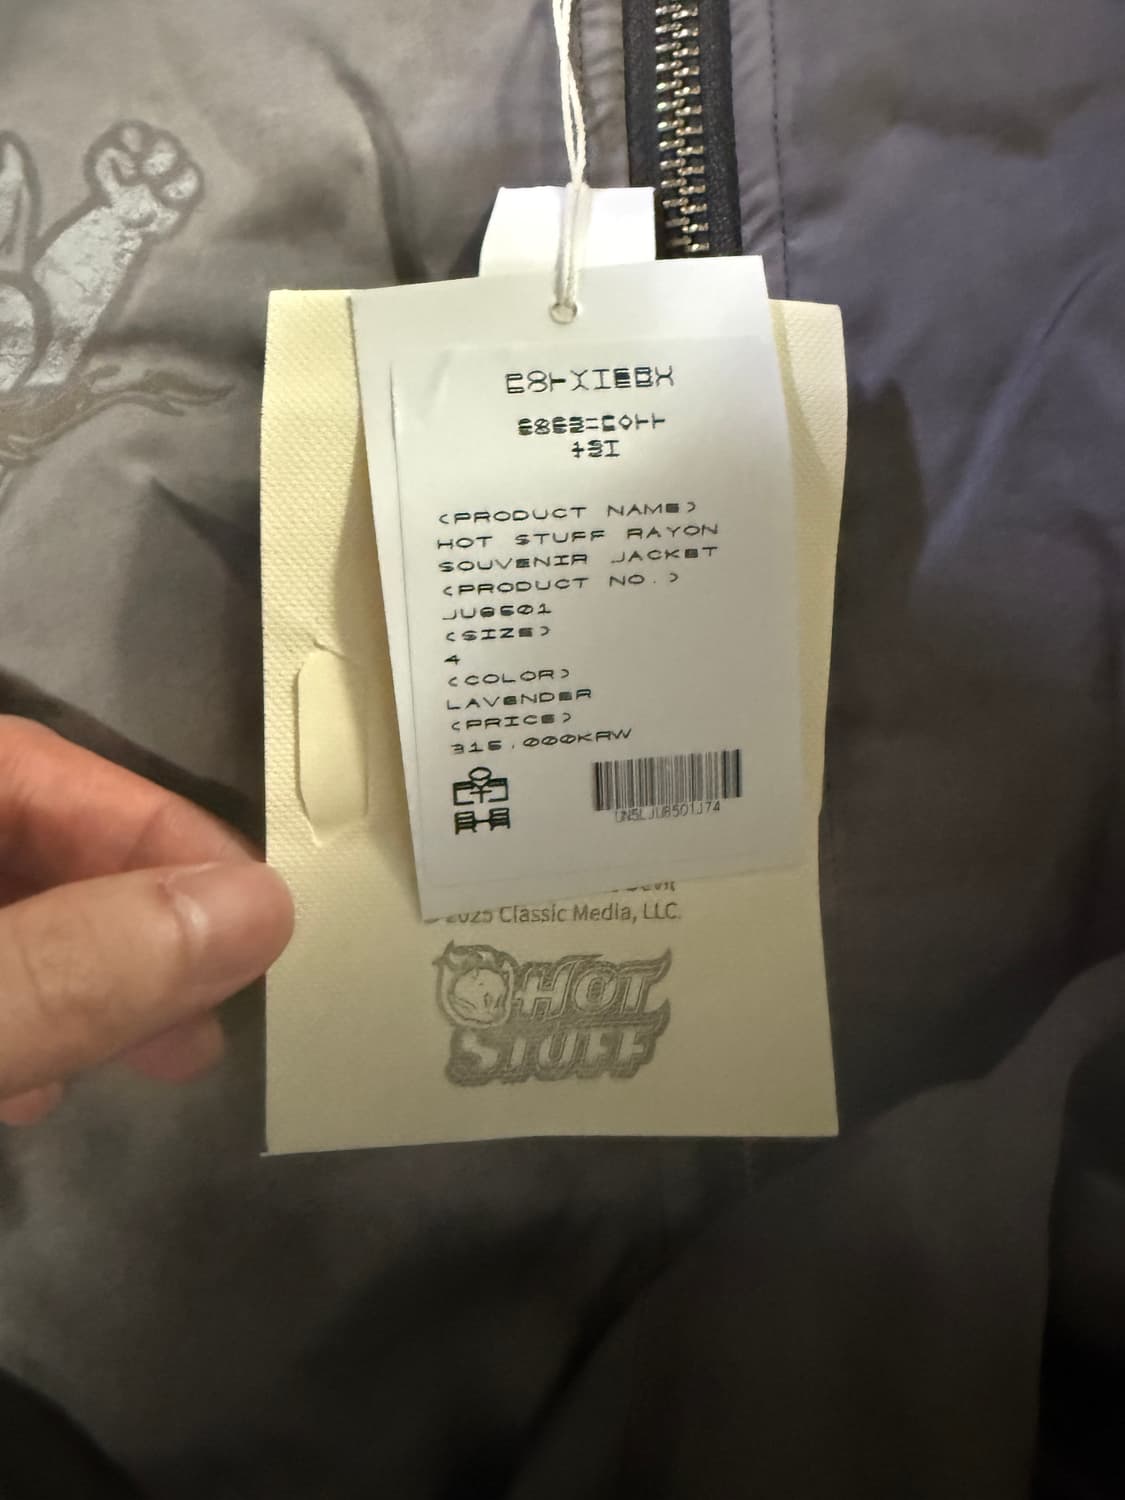 <PRODUCT NAME>
HOT STUFF RAYON
SOUVENIR JACKET
<PRODUCT NO.>
JU8501
<SIZE>
4
<COLOR>
LAVENDER
<PRICE>
315,000KRW
UN5LJU8501J74
2025 Classic Media, LLC.
HOT
STUFF